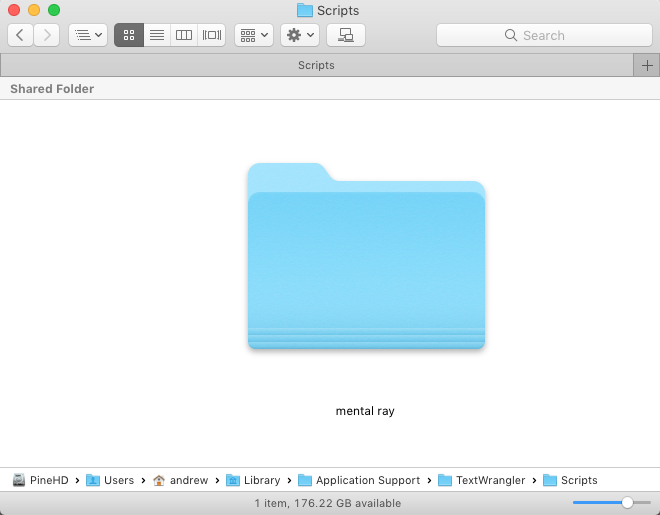 Scripts
Search
Scripts
Shared Folder
mental ray
PineHD › Users › andrew › Library › Application Support › TextWrangler › Scripts
1 item, 176.22 GB available